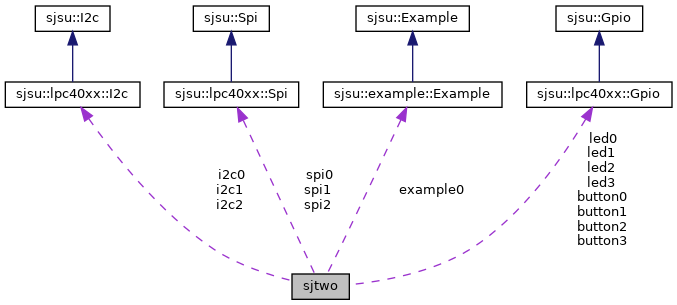 sjsu::I2c
sjsu::Spi
sjsu::Example
sjsu::Gpio
sjsu::lpc40xx::I2c
sjsu::lpc40xx::Spi
sjsu::example::Example
sjsu::lpc40xx::Gpio
i2c0
i2c1
i2c2
spi0
spi1
spi2
example0
led0
led1
led2
led3
button0
button1
button2
button3
sjtwo